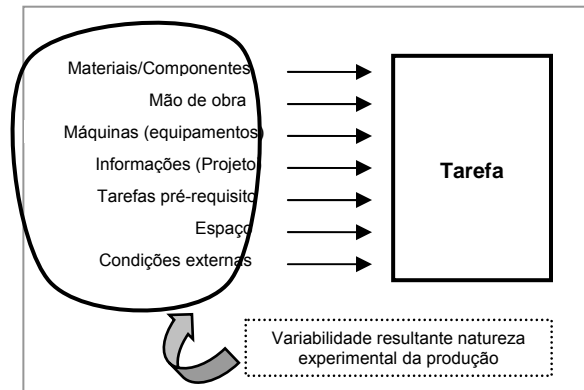 Materiais/Componentes
Mão de obra
Máquinas (equipamentos)
Informações (Projeto)
Tarefas pré-requisito
Espaço
Condições externas
Tarefa
Variabilidade resultante natureza
experimental da produção